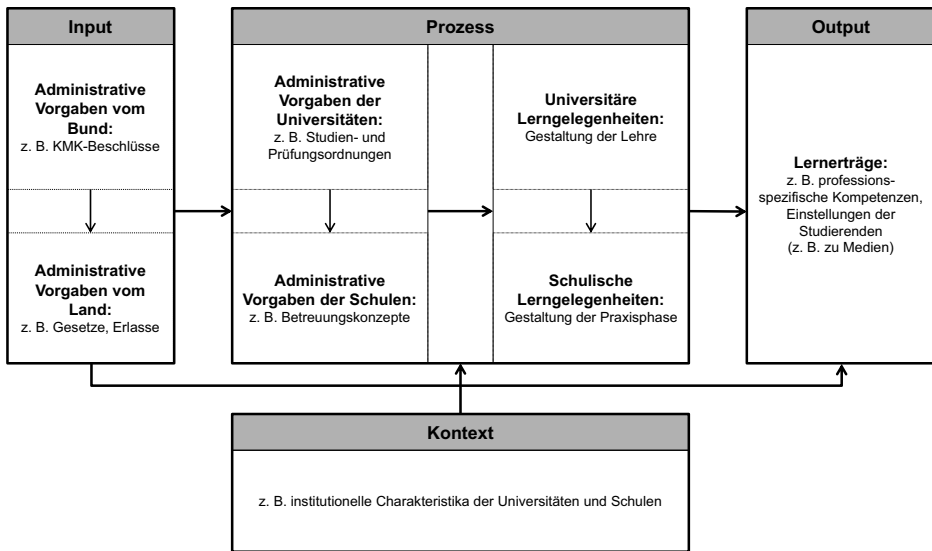 Input
Administrative
Vorgaben vom
Bund:
z. B. KMK-Beschlüsse
Administrative
Vorgaben vom
Land:
z. B. Gesetze, Erlasse
Prozess
Administrative
Vorgaben der
Universitäten:
z. B. Studien- und
Prüfungsordnungen
Administrative
Vorgaben der Schulen:
z. B. Betreuungskonzepte
Universitäre
Lerngelegenheiten:
Gestaltung der Lehre
Schulische
Lerngelegenheiten:
Gestaltung der Praxisphase
Output
Lernerträge:
z. B. professions-
spezifische Kompetenzen,
Einstellungen der
Studierenden
(z. B. zu Medien)
Kontext
z. B. institutionelle Charakteristika der Universitäten und Schulen